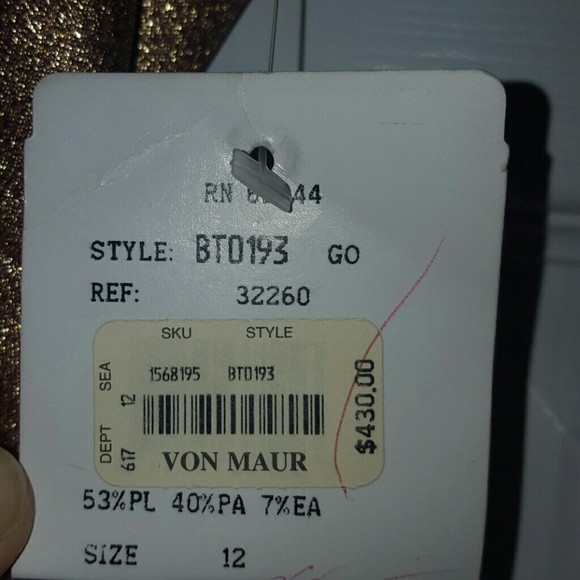 RN 44
STYLE: BT0193 GO
REF: 32260
SKU STYLE
1568195 BT0193
SEA 12
DEPT 617
$430.00
VON MAUR
53%PL 40%PA 7%EA
SIZE 12